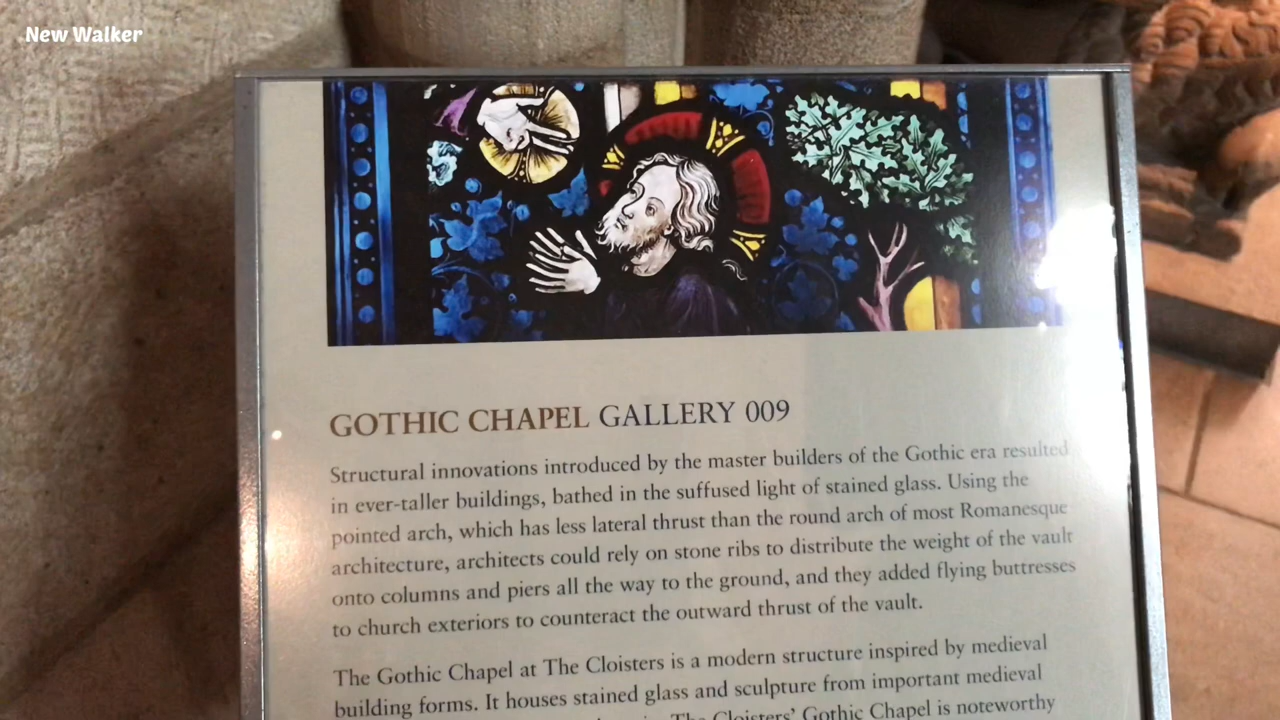 New Walker
GOTHIC CHAPEL GALLERY 009
Structural innovations introduced by the master builders of the Gothic era resulted
in ever-taller buildings, bathed in the suffused light of stained glass. Using the
pointed arch, which has less lateral thrust than the round arch of most Romanesque
architecture, architects could rely on stone ribs to distribute the weight of the vault
onto columns and piers all the way to the ground, and they added flying buttresses
to church exteriors to counteract the outward thrust of the vault.
The Gothic Chapel at The Cloisters is a modern structure inspired by medieval
building forms. It houses stained glass and sculpture from important medieval
The Cloisters' Gothic Chapel is noteworthy